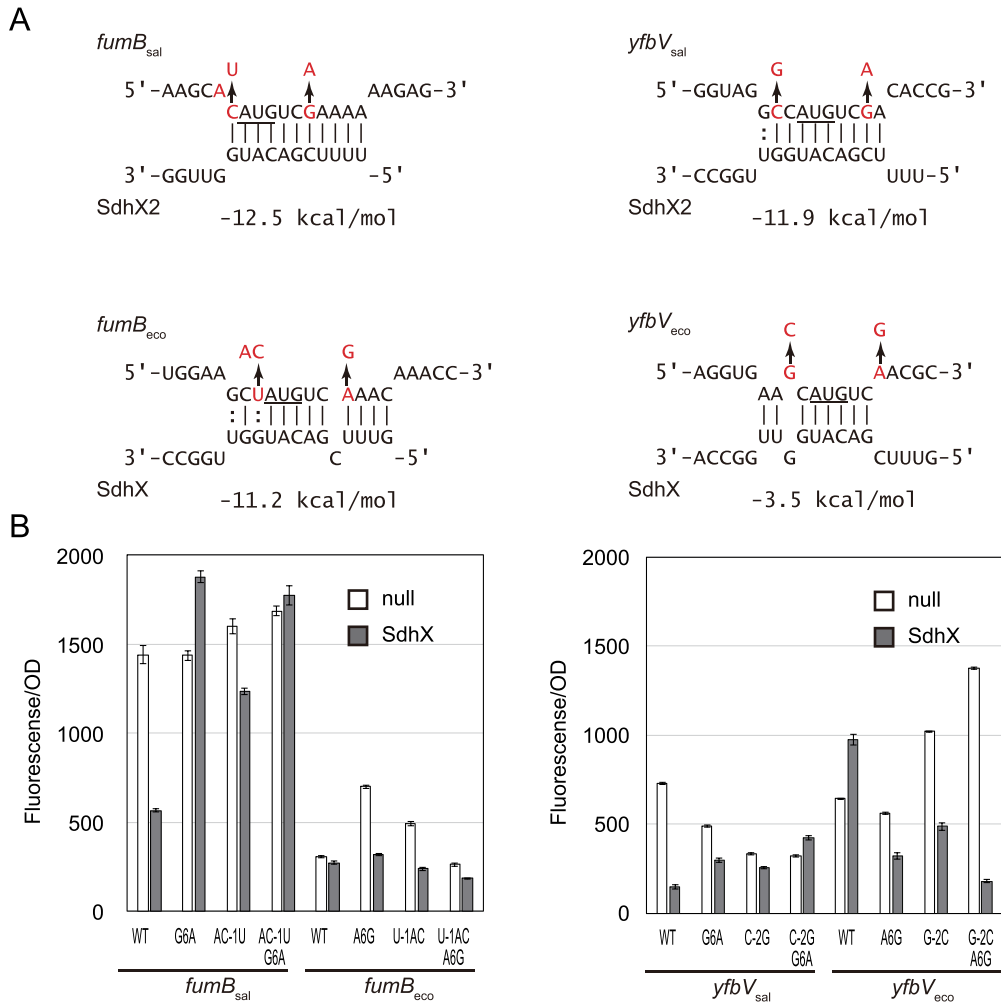 A
fumBsal
U A
5'-AAGCA AAGAG-3'
CAUGUCGAAAA
GUACAGCUUUU
3'-GGUUG -5'
SdhX2 -12.5 kcal/mol
yfbVsal
G A
5'-GGUAG CACCG-3'
GCCAUGUCGA
:
UGGUACAGCU
3'-CCGGU UUU-5'
SdhX2 -11.9 kcal/mol
fumBeco
AC G
5'-UGGAA AAACC-3'
GCUAUGUC AAAC
: :
UGGUACAG UUUG
3'-CCGGU C -5'
SdhX -11.2 kcal/mol
yfbVeco
C G
5'-AGGUG G AACGC-3'
AA CAUGUC
UU GUACAG
3'-ACCGG G CUUUG-5'
SdhX -3.5 kcal/mol
B
Fluorescense/OD
2000
1500
1000
500
0
null
SdhX
WT G6A AC-1U AC-1U G6A WT A6G U-1AC U-1AC A6G
fumBsal fumBeco
Fluorescense/OD
2000
1500
1000
500
0
null
SdhX
WT G6A C-2G C-2G G6A WT A6G G-2C G-2C A6G
yfbVsal yfbVeco